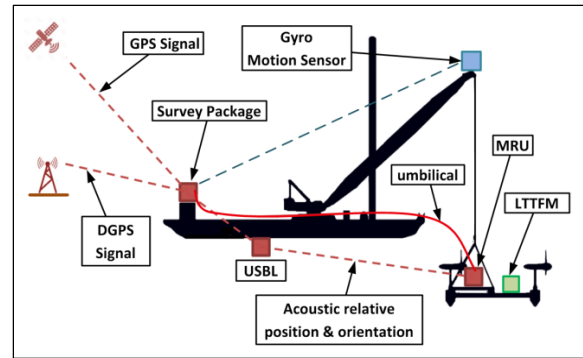 GPS Signal
Gyro
Motion Sensor
Survey Package
MRU
umbilical
LTTFM
DGPS
Signal
USBL
Acoustic relative
position & orientation